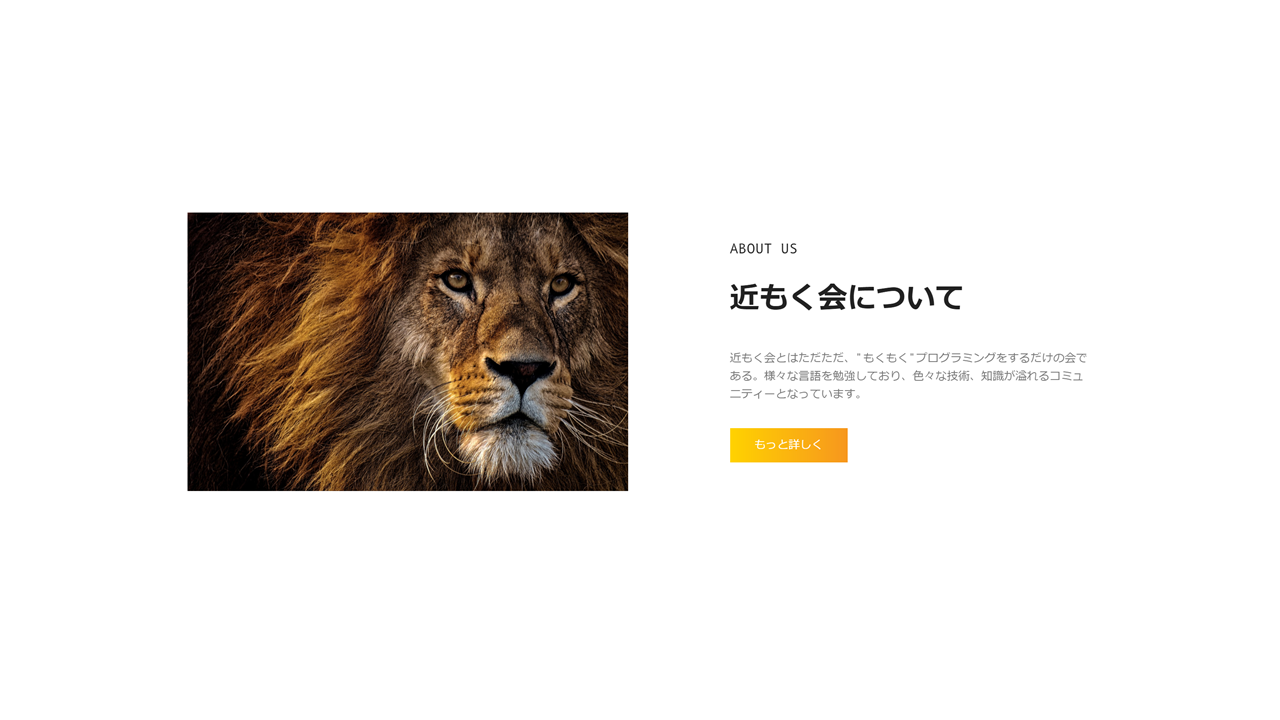 ABOUT US
近もく会について
近もく会とはただただ、"もくもく"プログラミングをするだけの会で
ある。様々な言語を勉強しており、色々な技術、知識が溢れるコミュ
ニティーとなっています。
もっと詳しく